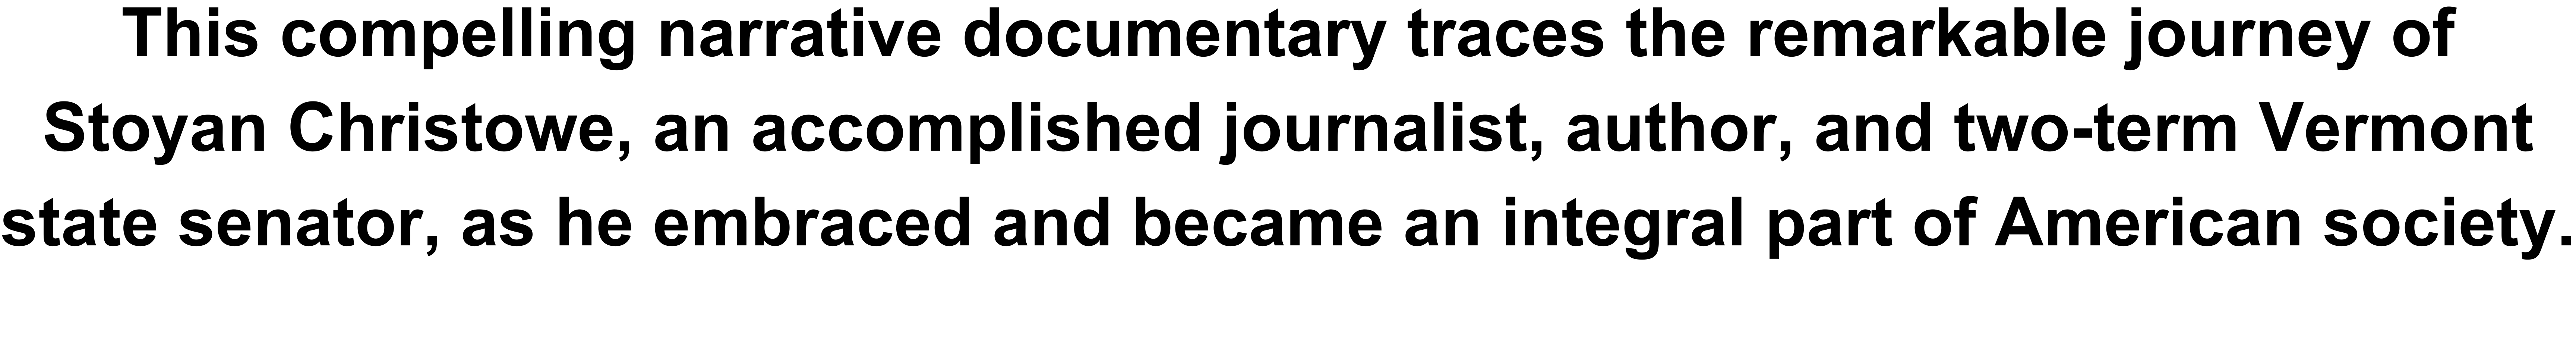 This compelling narrative documentary traces the remarkable journey of
Stoyan Christowe, an accomplished journalist, author, and two-term Vermont
state senator, as he embraced and became an integral part of American society.